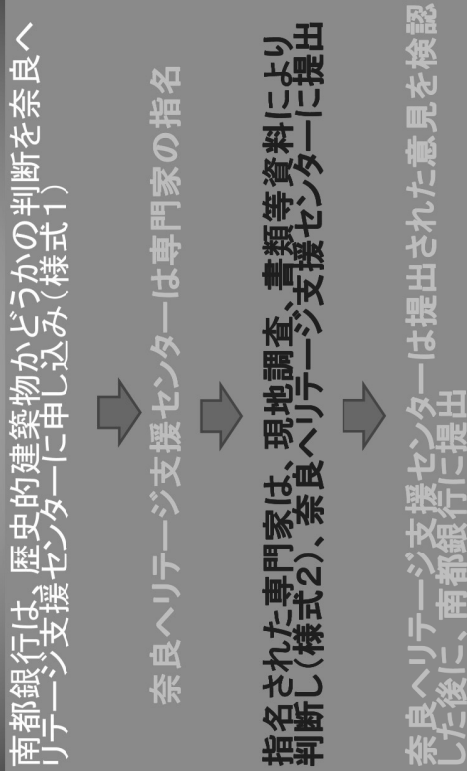 南都銀行は、歴史的建築物かどうかの判断を奈良ヘ
リテージ支援センターに申し込み（様式１）
奈良ヘリテージ支援センターは専門家の指名
指名された専門家は、現地調査、書類等資料により
判断し（様式２）、奈良ヘリテージ支援センターに提出
奈良ヘリテージ支援センターは提出された意見を検認
した後に、南都銀行に提出